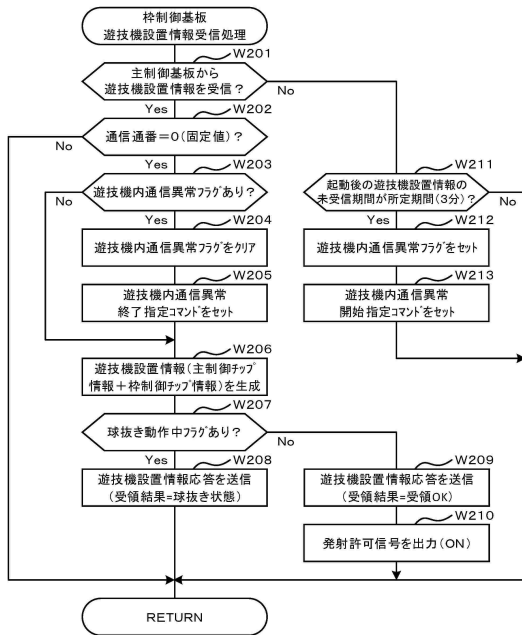 枠制御基板
遊技機設置情報受信処理
W201
主制御基板から
遊技機設置情報を受信？
No
Yes
W202
通信通番＝0（固定値）？
No
Yes
W203
遊技機内通信異常フラグあり？
No
Yes
W204
遊技機内通信異常フラグをクリア
W205
遊技機内通信異常
終了指定コマンドをセット
W206
遊技機設置情報（主制御チップ
情報＋枠制御チップ情報）を生成
W207
球抜き動作中フラグあり？
No
Yes
W208
遊技機設置情報応答を送信
（受領結果=球抜き状態）
W209
遊技機設置情報応答を送信
（受領結果=受領OK）
W210
発射許可信号を出力（ON）
W211
起動後の遊技機設置情報の
未受信期間が所定期間（3分）？
No
Yes
W212
遊技機内通信異常フラグをセット
W213
遊技機内通信異常
開始指定コマンドをセット
RETURN